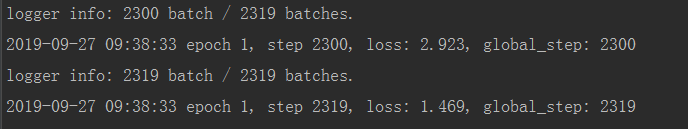 logger info: 2300 batch / 2319 batches.
2019-09-27 09:38:33 epoch 1, step 2300, loss: 2.923, global_step: 2300
logger info: 2319 batch / 2319 batches.
2019-09-27 09:38:33 epoch 1, step 2319, loss: 1.469, global_step: 2319